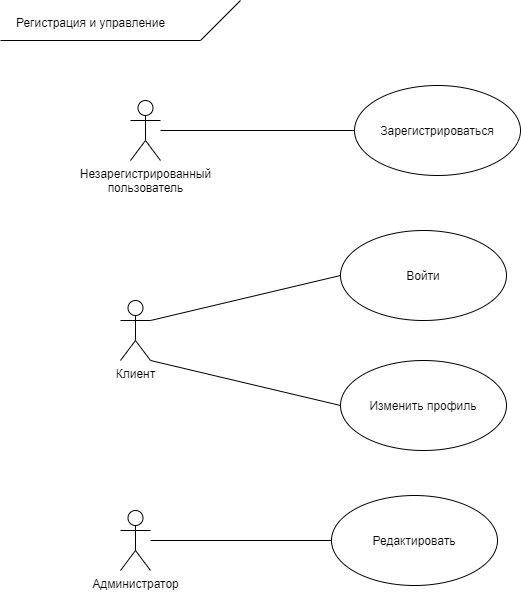 Регистрация и управление
Зарегистрироваться
Незарегистрированный
пользователь
Войти
Клиент
Изменить профиль
Редактировать
Администратор